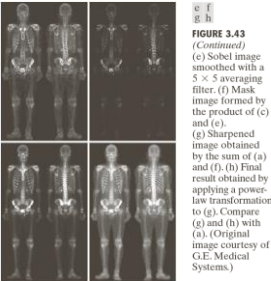 e f
g h
FIGURE 3.43
(Continued)
(e) Sobel image
smoothed with a
5 × 5 averaging
filter. (f) Mask
image formed by
the product of (c)
and (e).
(g) Sharpened
image obtained
by the sum of (a)
and (f). (h) Final
result obtained by
applying a power-
law transformation
to (g). Compare
(g) and (h) with
(a). (Original
image courtesy of
G.E. Medical
Systems.)